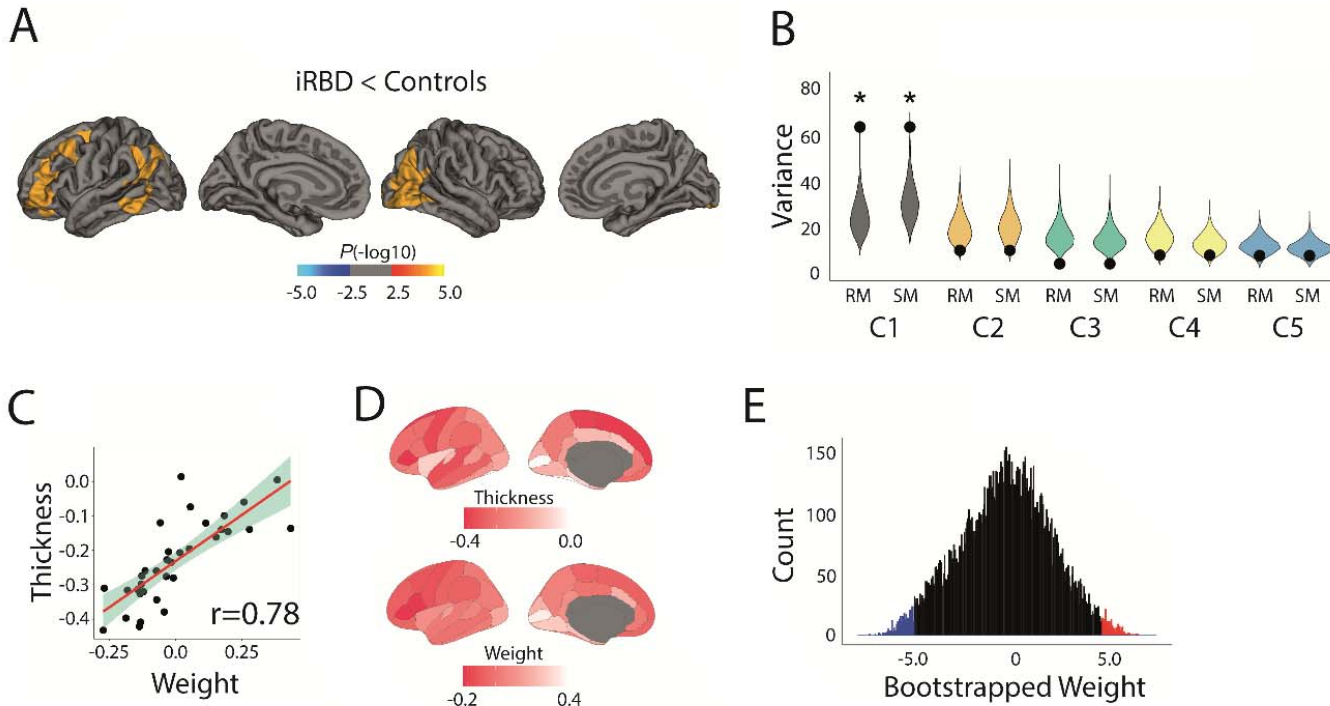 A
iRBD < Controls
P(-log10)
-5.0 -2.5 2.5 5.0
B
Variance
80
60
40
20
0
* *
RM SM RM SM RM SM RM SM RM SM
C1 C2 C3 C4 C5
C
Thickness
0.0
-0.1
-0.2
-0.3
-0.4
r=0.78
-0.25 0.0 0.25
Weight
D
Thickness
-0.4 0.0
Weight
-0.2 0.4
E
Count
150
100
50
0
-5.0 0 5.0
Bootstrapped Weight